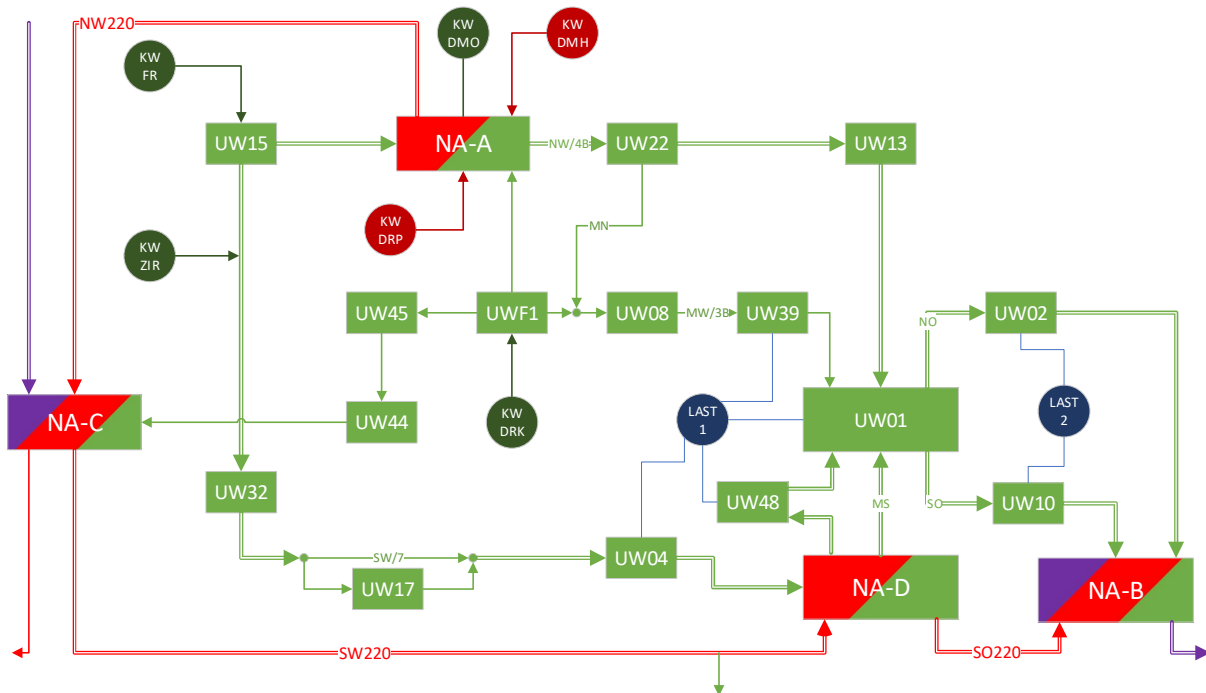 NW220
KW
DMO
KW
DMH
KW
FR
UW15
NA-A
NW/4B
UW22
UW13
KW
DRP
MN
KW
ZIR
UW45
UWF1
UW08
MW/3B
UW39
NO
UW02
NA-C
UW44
KW
DRK
LAST
1
UW01
LAST
2
UW32
UW48
MS
SO
UW10
SW/7
UW04
UW17
NA-D
NA-B
SW220
SO220